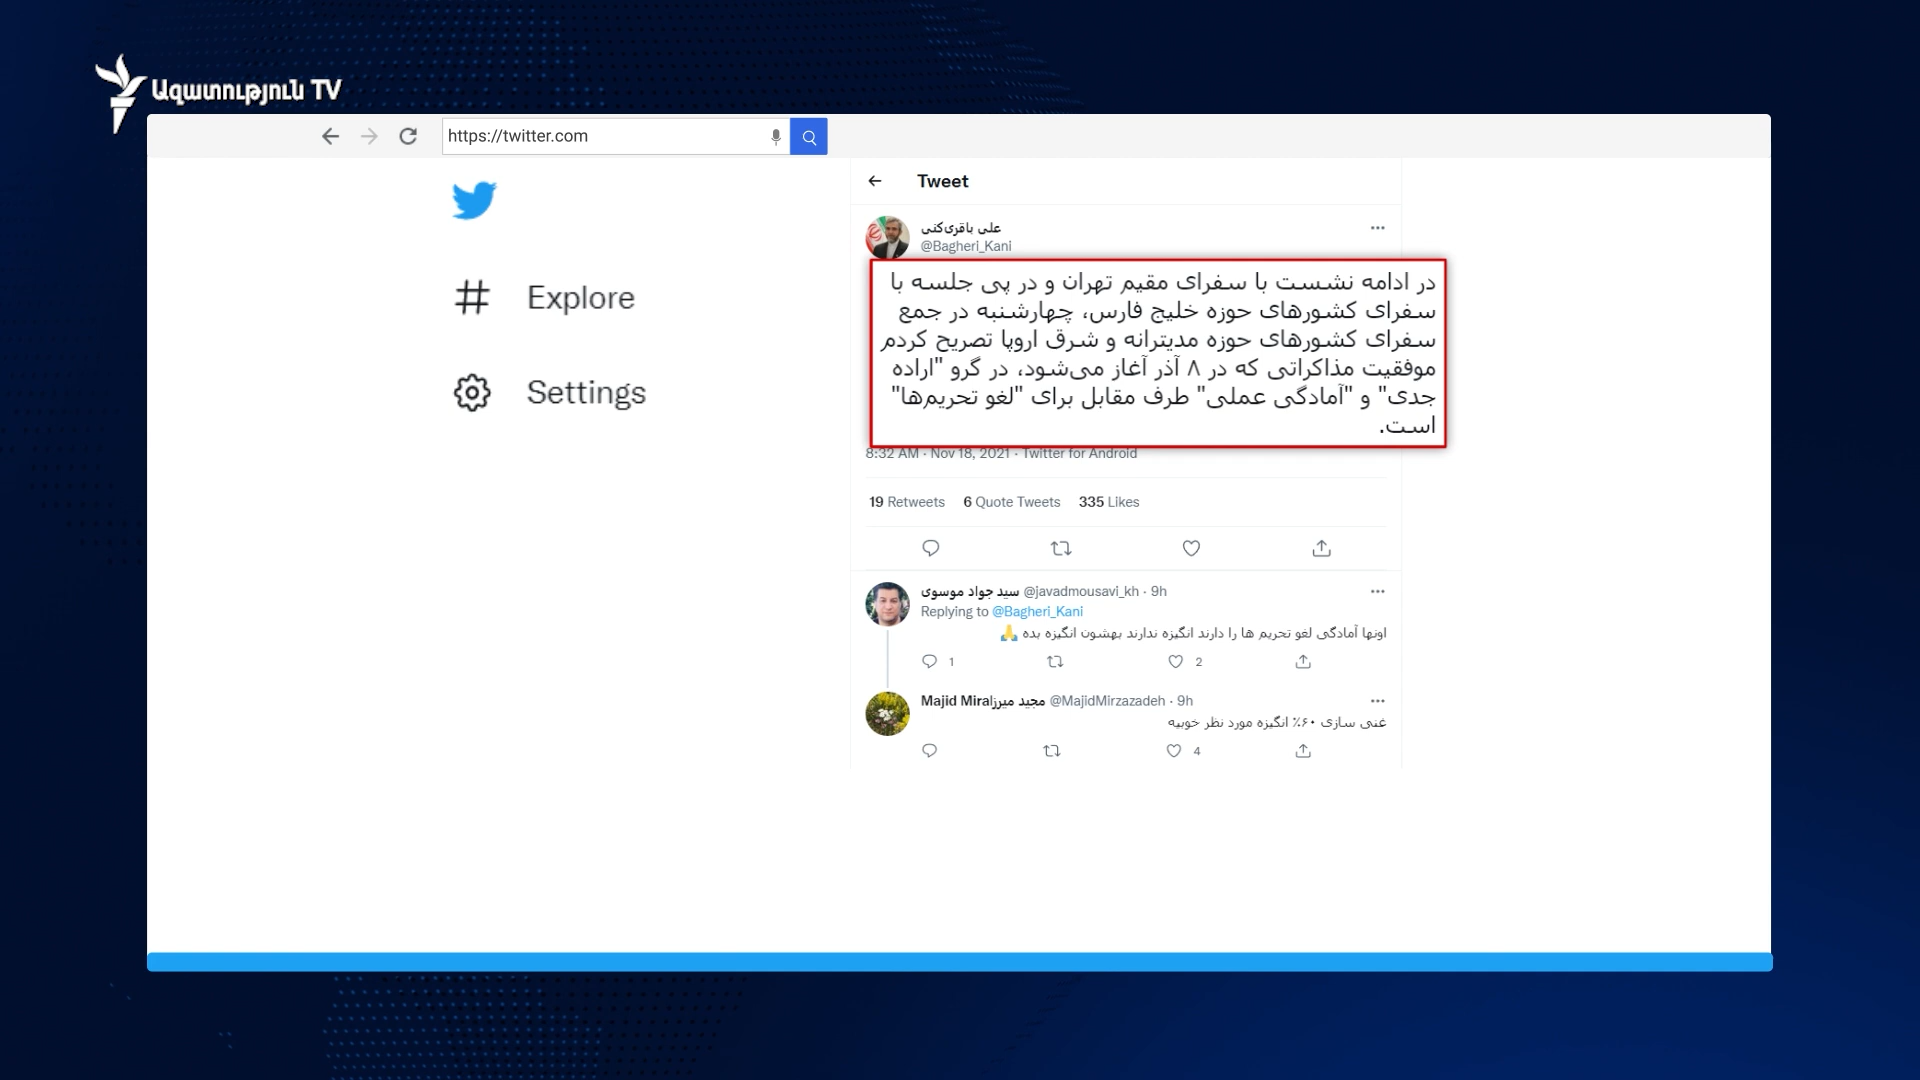 Ազատություն TV
https://twitter.com
Explore
Settings
Tweet
علی باقری‌کنی
@Bagheri_Kani
در ادامه نشست با سفرای مقیم تهران و در پی جلسه با
سفرای کشورهای حوزه خلیج فارس، چهارشنبه در جمع
سفرای کشورهای حوزه مدیترانه و شرق اروپا تصریح کردم
موفقیت مذاکراتی که در ۸ آذر آغاز می‌شود، در گرو "اراده
جدی" و "آمادگی عملی" طرف مقابل برای "لغو تحریم‌ها"
است.
8:32 AM · Nov 18, 2021 · Twitter for Android
19 Retweets 6 Quote Tweets 335 Likes
سید جواد موسوی @javadmousavi_kh · 9h
Replying to @Bagheri_Kani
اونها آمادگی لغو تحریم ها را دارند انگیزه ندارند بهشون انگیزه بده 🙏
1 2
Majid Miraمجید میرزا @MajidMirzazadeh · 9h
غنی سازی ۶۰٪ انگیزه مورد نظر خوبیه
4